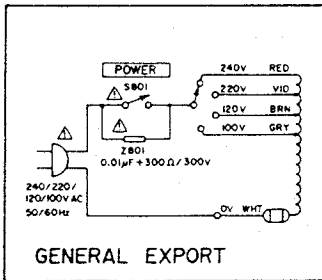 POWER
S801
240V RED
220V VIO
120V BRN
100V GRY
Z801
0.01µF+300Ω/300V
240/220/
120/100V AC
50/60Hz
0V WHT
GENERAL EXPORT